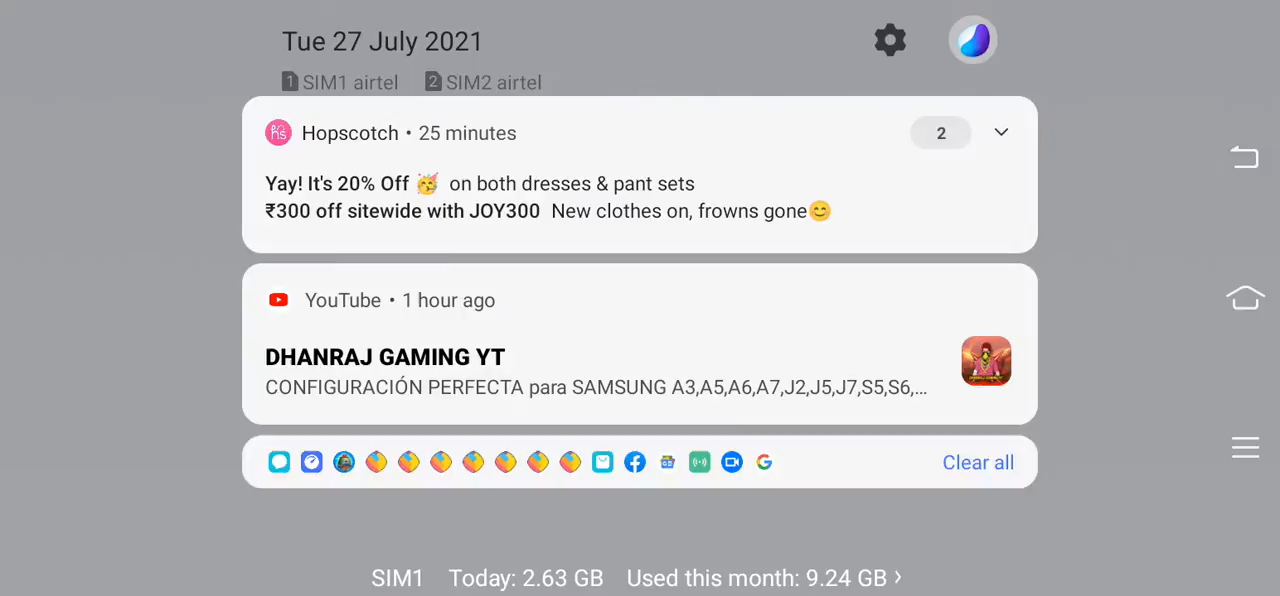 Tue 27 July 2021
1 SIM1 airtel 2 SIM2 airtel
hs Hopscotch • 25 minutes 2
Yay! It's 20% Off 🥳 on both dresses & pant sets
₹300 off sitewide with JOY300 New clothes on, frowns gone😊
YouTube • 1 hour ago
DHANRAJ GAMING YT
CONFIGURACIÓN PERFECTA para SAMSUNG A3,A5,A6,A7,J2,J5,J7,S5,S6,...
Clear all
SIM1 Today: 2.63 GB Used this month: 9.24 GB ›